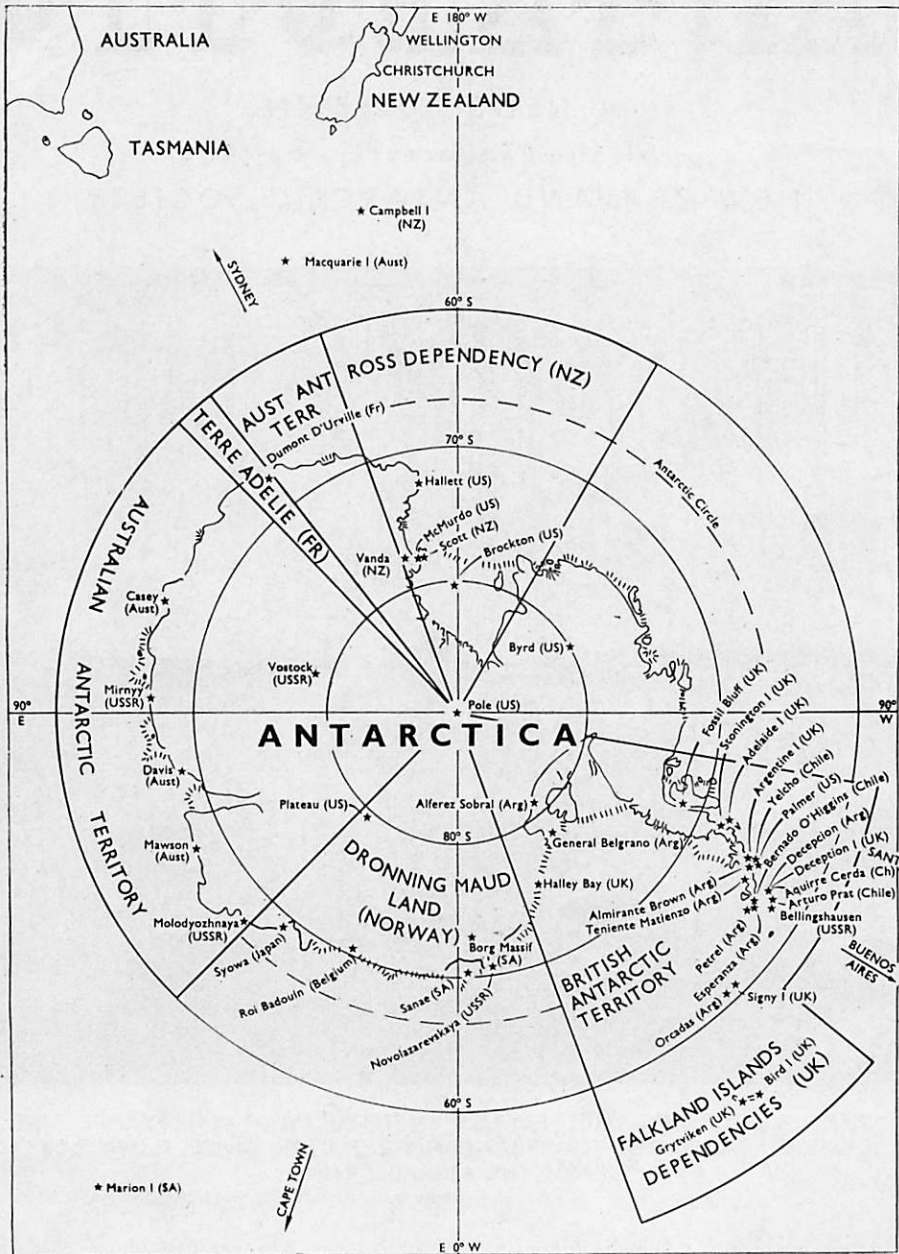 E 180° W
AUSTRALIA
WELLINGTON
CHRISTCHURCH
NEW ZEALAND
TASMANIA
Campbell I
(NZ)
Macquarie I (Aust)
SYDNEY
60° S
ROSS DEPENDENCY (NZ)
AUST ANT
TERR
TERRE ADELIE (FR)
Dumont D'Urville (Fr)
70° S
Antarctic Circle
Hallett (US)
McMurdo (US)
Scott (NZ)
Vanda
(NZ)
Brockton (US)
AUSTRALIAN
ANTARCTIC
TERRITORY
Casey
(Aust)
Vostock
(USSR)
Byrd (US)
Mirnyy
(USSR)
90°
E
Pole (US)
90°
W
ANTARCTICA
Fossil Bluff (UK)
Stonington I (UK)
Adelaide I (UK)
Argentine I (UK)
Yelcho (Chile)
Palmer (US)
Bernado O'Higgins (Chile)
Decepcion (Arg)
Deception I (UK)
SANT
Aquirre Cerda (Ch)
Arturo Prat (Chile)
Bellingshausen
(USSR)
Davis
(Aust)
Plateau (US)
Alferez Sobral (Arg)
General Belgrano (Arg)
80° S
Mawson
(Aust)
DRONNING MAUD
LAND
(NORWAY)
Halley Bay (UK)
Almirante Brown (Arg)
Teniente Matienzo (Arg)
Molodyozhnaya
(USSR)
Syowa (Japan)
Borg Massif
(SA)
BRITISH
ANTARCTIC
TERRITORY
Petrel (Arg)
Esperanza (Arg)
Orcadas (Arg)
Signy I (UK)
BUENOS
AIRES
Roi Badouin (Belgium)
Sanae (SA)
Novolazarevskaya (USSR)
60° S
FALKLAND ISLANDS
Grytviken (UK)
Bird I (UK)
DEPENDENCIES (UK)
Marion I (SA)
CAPE TOWN
E 0° W